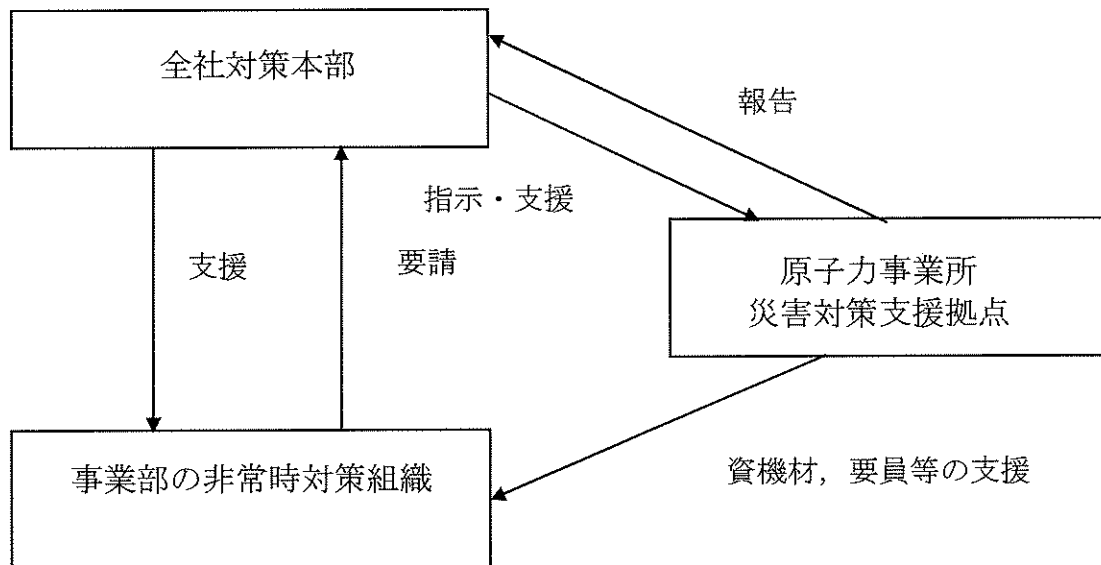 全社対策本部
報告
指示・支援
支援
要請
原子力事業所
災害対策支援拠点
事業部の非常時対策組織
資機材，要員等の支援